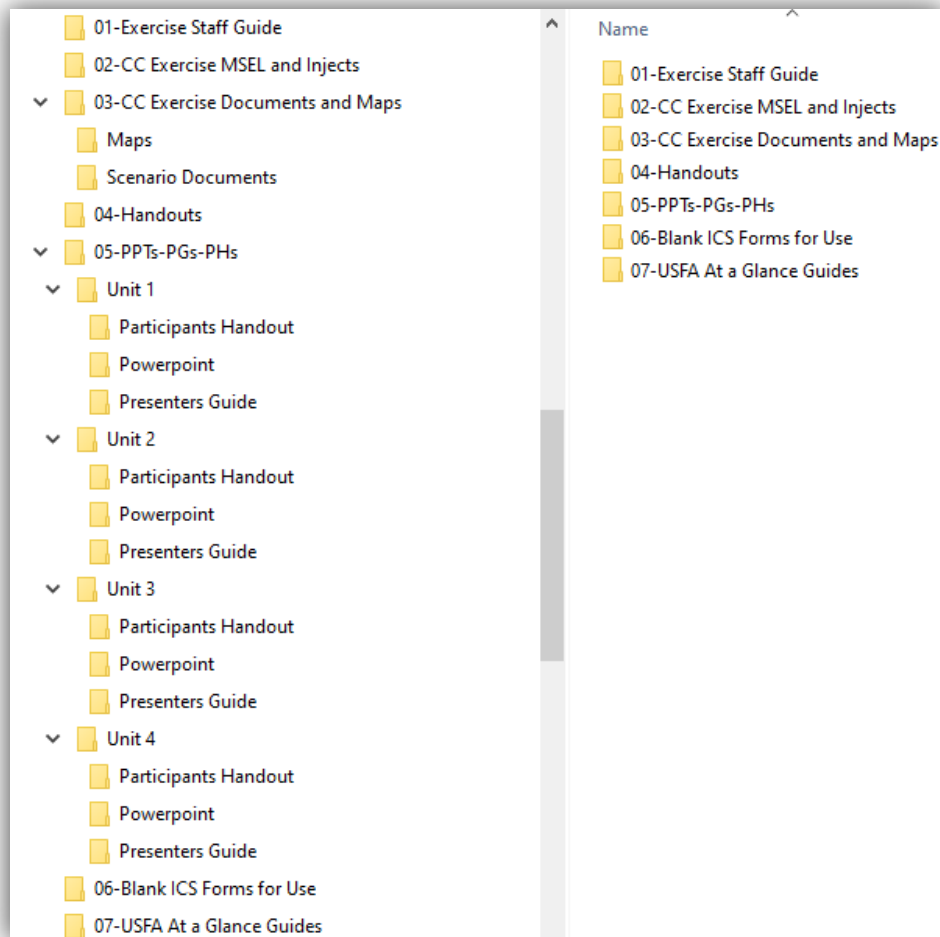 01-Exercise Staff Guide
02-CC Exercise MSEL and Injects
03-CC Exercise Documents and Maps
Maps
Scenario Documents
04-Handouts
05-PPTs-PGs-PHs
Unit 1
Participants Handout
Powerpoint
Presenters Guide
Unit 2
Participants Handout
Powerpoint
Presenters Guide
Unit 3
Participants Handout
Powerpoint
Presenters Guide
Unit 4
Participants Handout
Powerpoint
Presenters Guide
06-Blank ICS Forms for Use
07-USFA At a Glance Guides
Name
01-Exercise Staff Guide
02-CC Exercise MSEL and Injects
03-CC Exercise Documents and Maps
04-Handouts
05-PPTs-PGs-PHs
06-Blank ICS Forms for Use
07-USFA At a Glance Guides